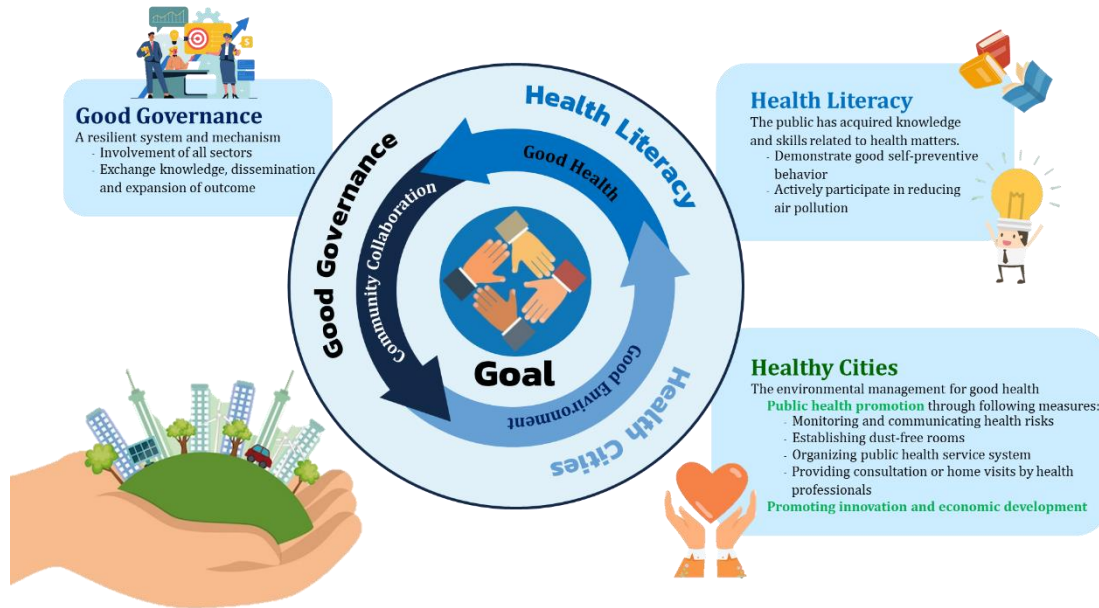 Good Governance
A resilient system and mechanism
- Involvement of all sectors
- Exchange knowledge, dissemination
and expansion of outcome
Good Governance
Health Literacy
Health Cities
Community Collaboration
Good Health
Good Environment
Goal
Health Literacy
The public has acquired knowledge
and skills related to health matters.
- Demonstrate good self-preventive
behavior
- Actively participate in reducing
air pollution
Healthy Cities
The environmental management for good health
Public health promotion through following measures:
- Monitoring and communicating health risks
- Establishing dust-free rooms
- Organizing public health service system
- Providing consultation or home visits by health
professionals
Promoting innovation and economic development